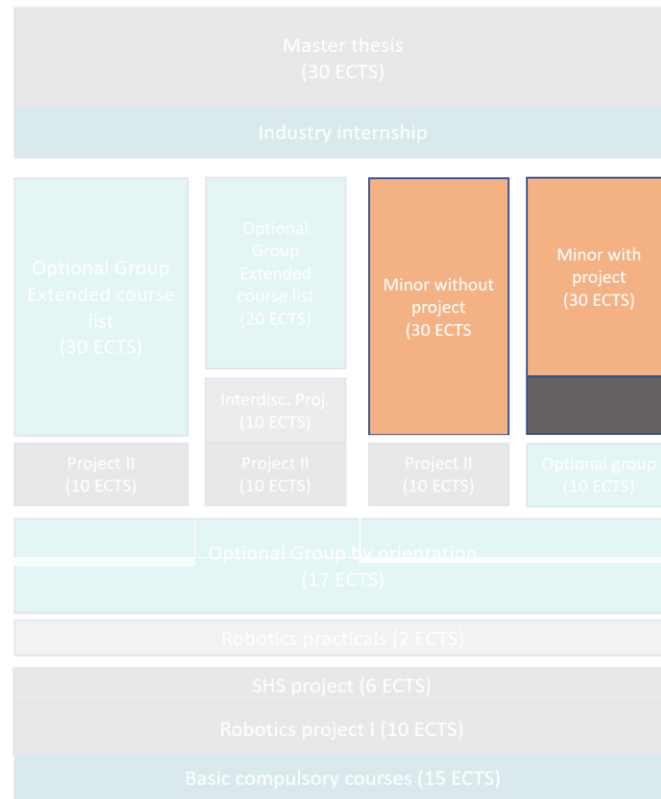 Master thesis
(30 ECTS)
Industry internship
Optional Group
Extended course
list
(30 ECTS)
Optional
Group
Extended
course list
(20 ECTS)
Interdisc. Proj.
(10 ECTS)
Minor without
project
(30 ECTS
Minor with
project
(30 ECTS)
Project II
(10 ECTS)
Project II
(10 ECTS)
Project II
(10 ECTS)
Optional group
(10 ECTS)
Optional Group by orientation
(17 ECTS)
Robotics practicals (2 ECTS)
SHS project (6 ECTS)
Robotics project I (10 ECTS)
Basic compulsory courses (15 ECTS)